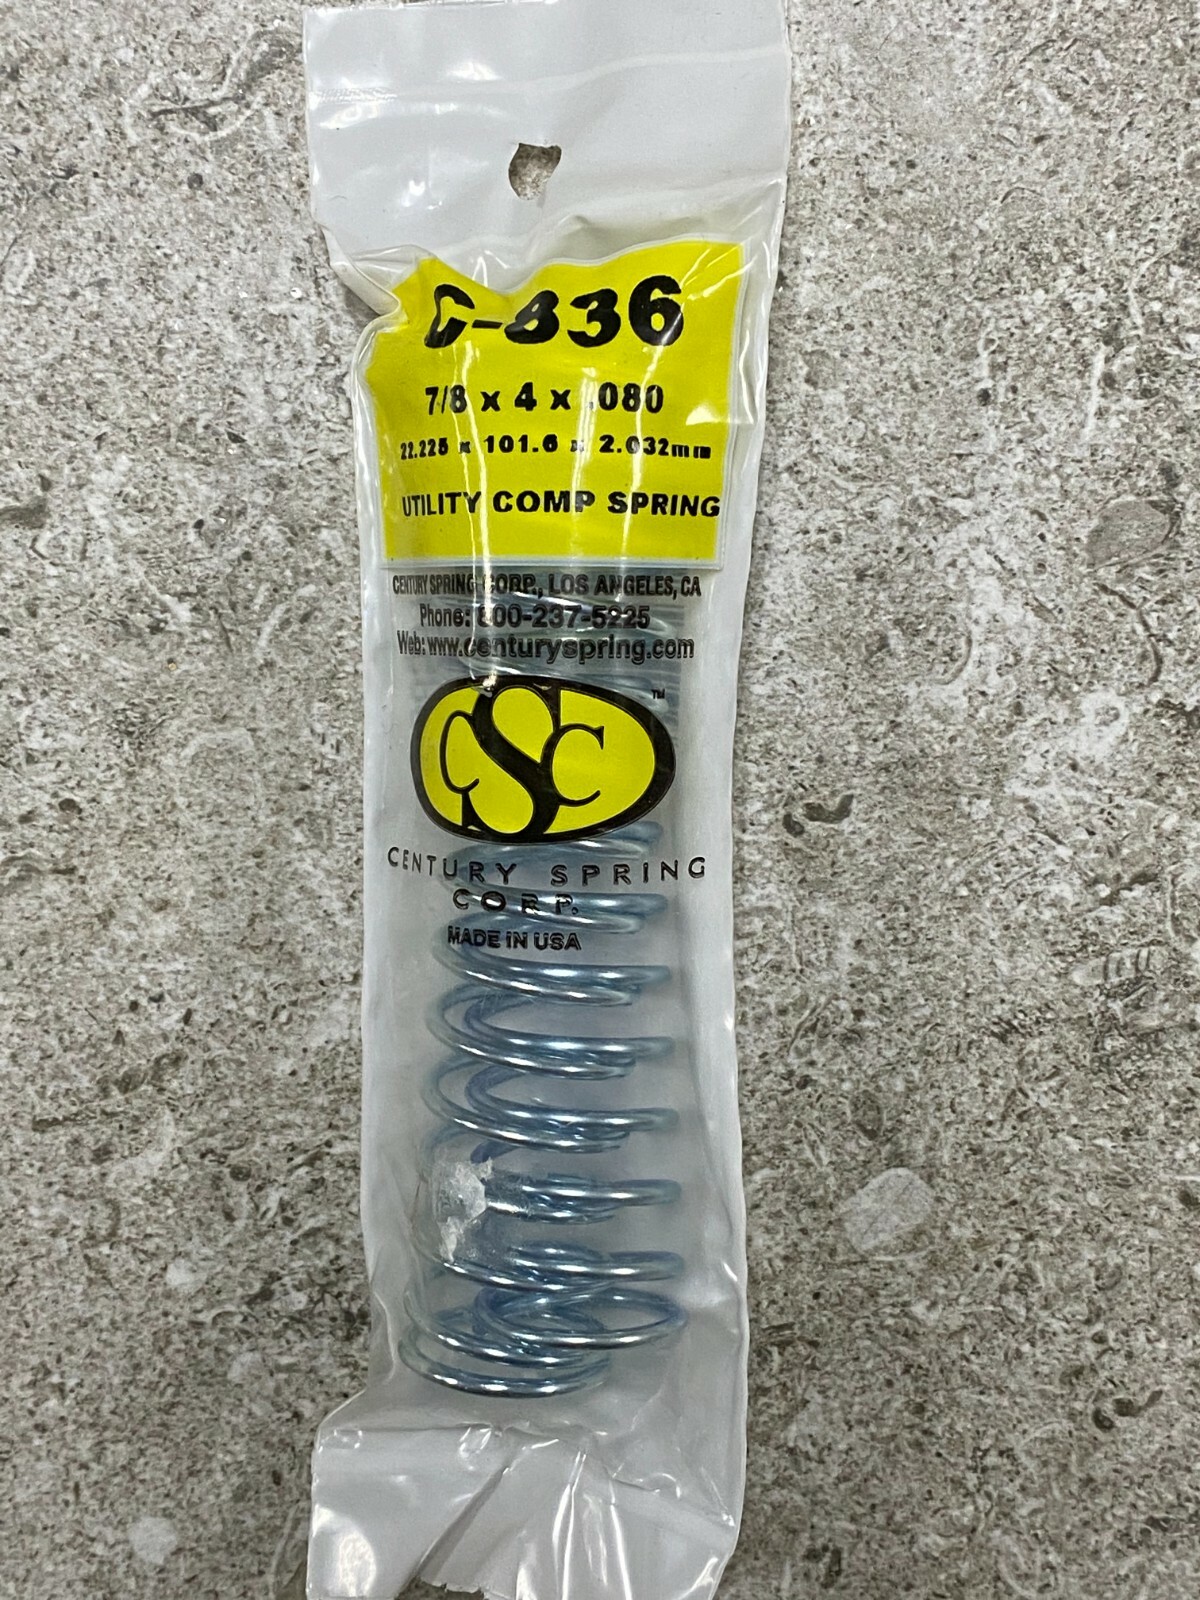 C-836
7/8 x 4 x .080
22.225 x 101.6 x 2.032mm
UTILITY COMP SPRING
CENTURY SPRING CORP., LOS ANGELES, CA
Phone: 800-237-5225
Web: www.centuryspring.com
CSC
TM
CENTURY SPRING
CORP.
MADE IN USA